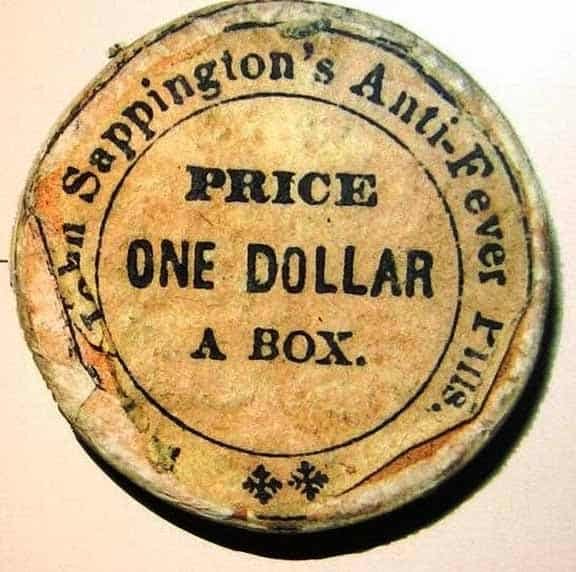 John Sappington's Anti-Fever Pills.
PRICE
ONE DOLLAR
A BOX.